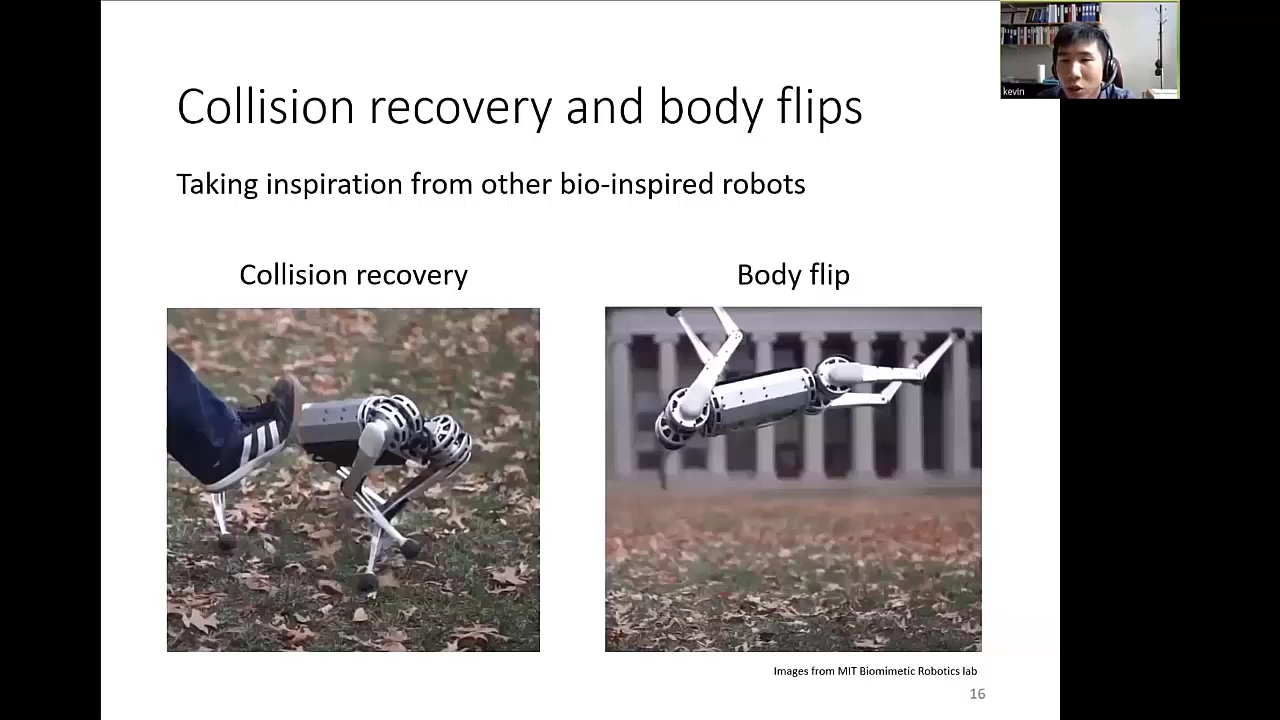 Collision recovery and body flips
kevin
Taking inspiration from other bio-inspired robots
Collision recovery
Body flip
Images from MIT Biomimetic Robotics lab
16